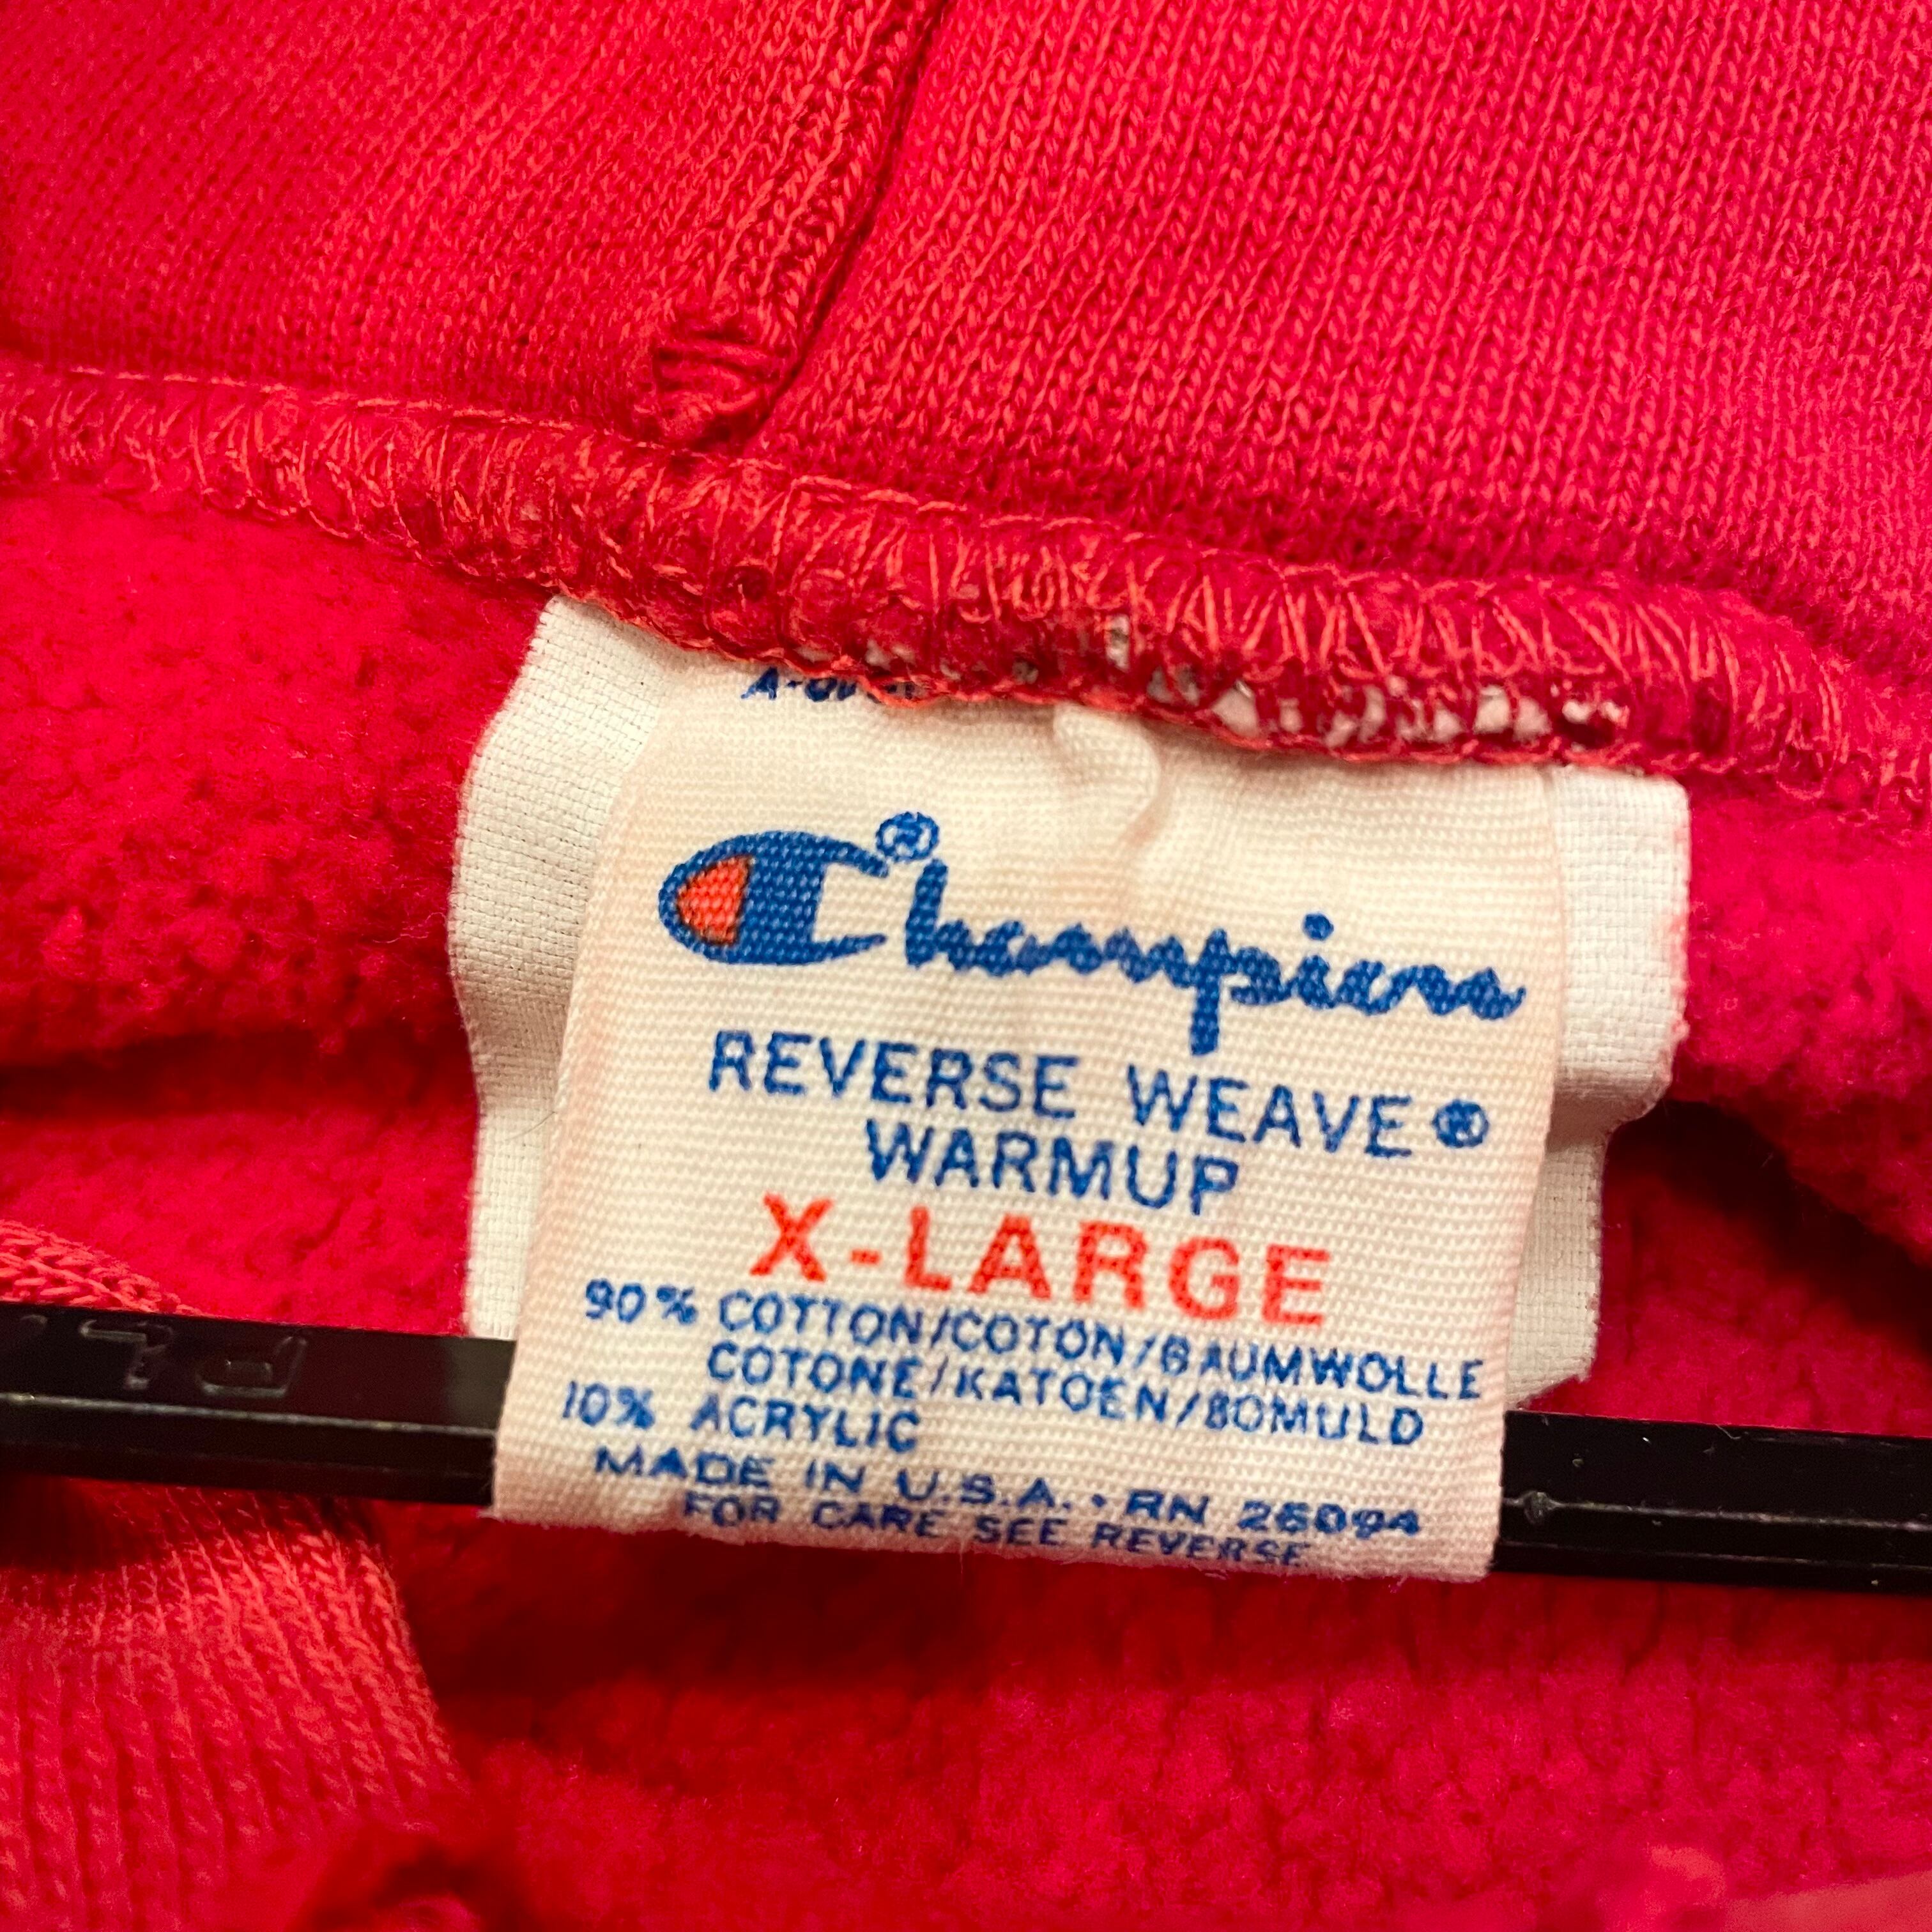 Champion®
REVERSE WEAVE®
WARMUP
X-LARGE
90% COTTON/COTON/BAUMWOLLE
COTONE/KATOEN/BOMULD
10% ACRYLIC
MADE IN U.S.A. • RN 26094
FOR CARE SEE REVERSE
PL